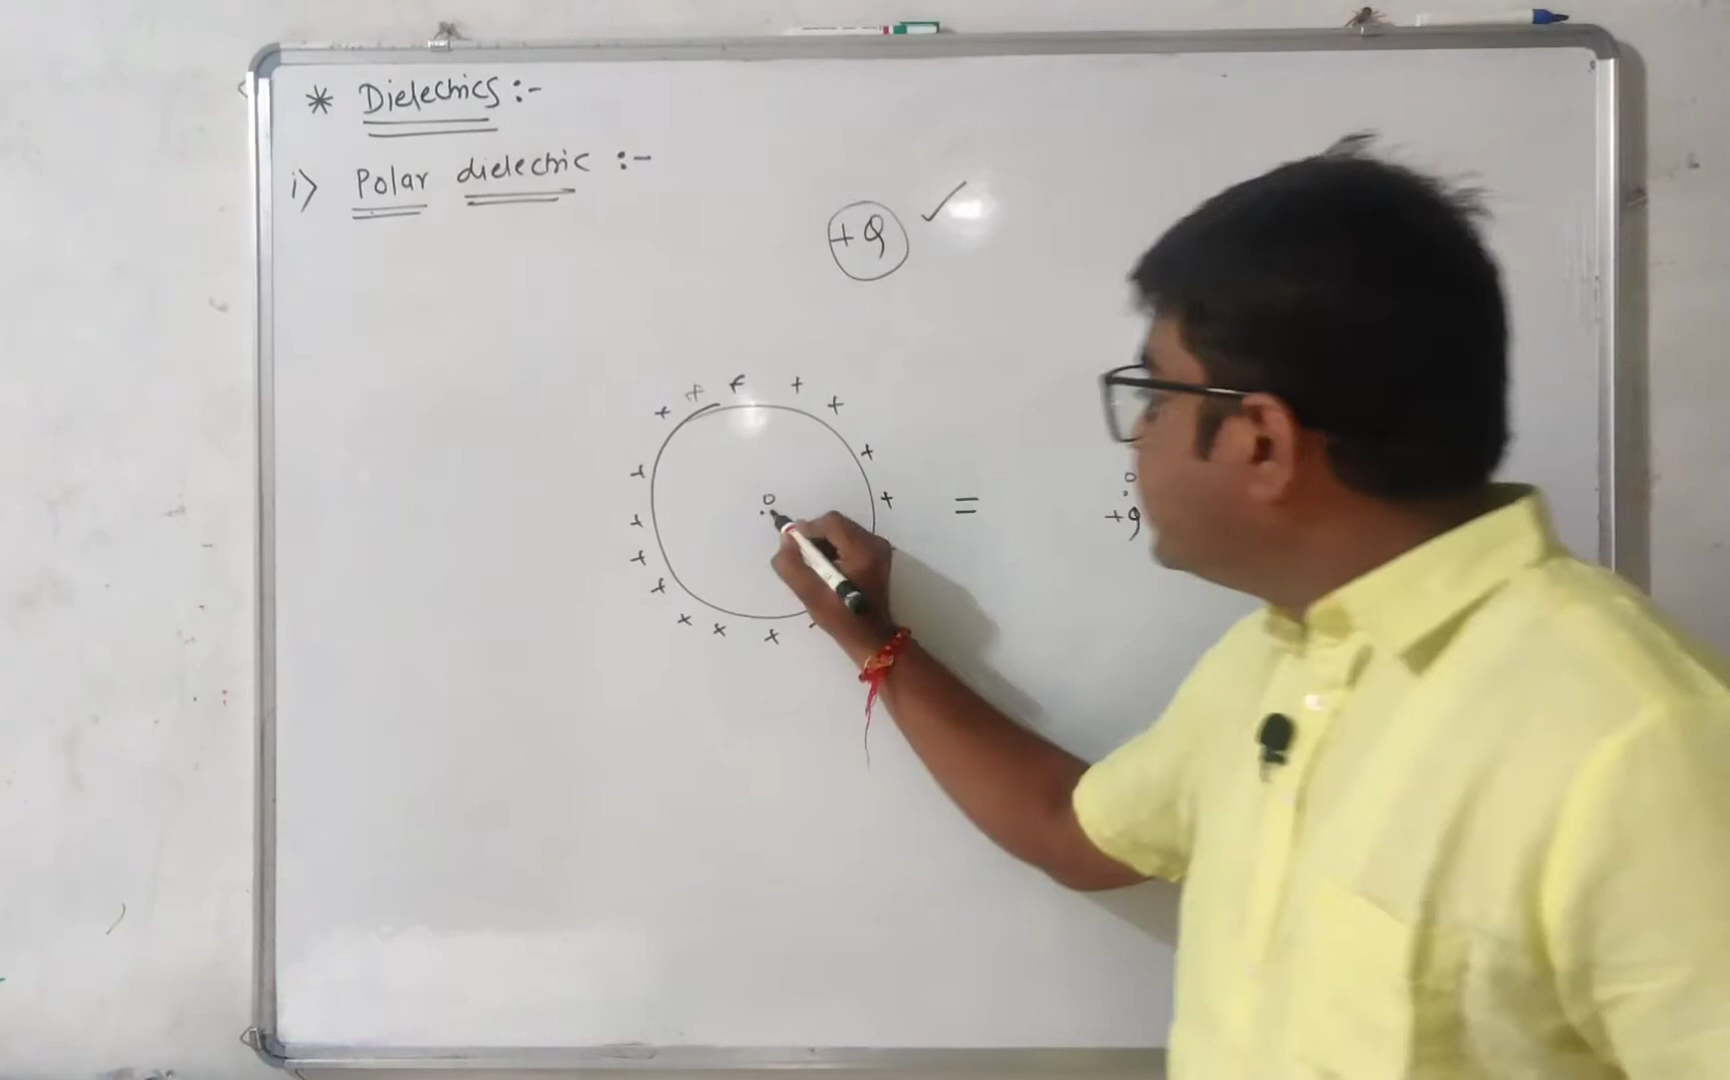 * Dielectrics :-
i) Polar dielectric :-
+Q ✓
+ + + + +
+ +
+ +
O
O
=
+q
+
+
+
+ + +